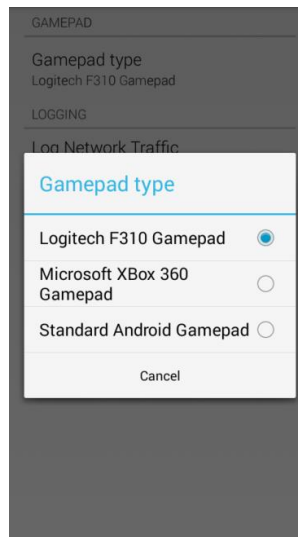 GAMEPAD
Gamepad type
Logitech F310 Gamepad
LOGGING
Log Network Traffic
Gamepad type
Logitech F310 Gamepad
Microsoft XBox 360
Gamepad
Standard Android Gamepad
Cancel